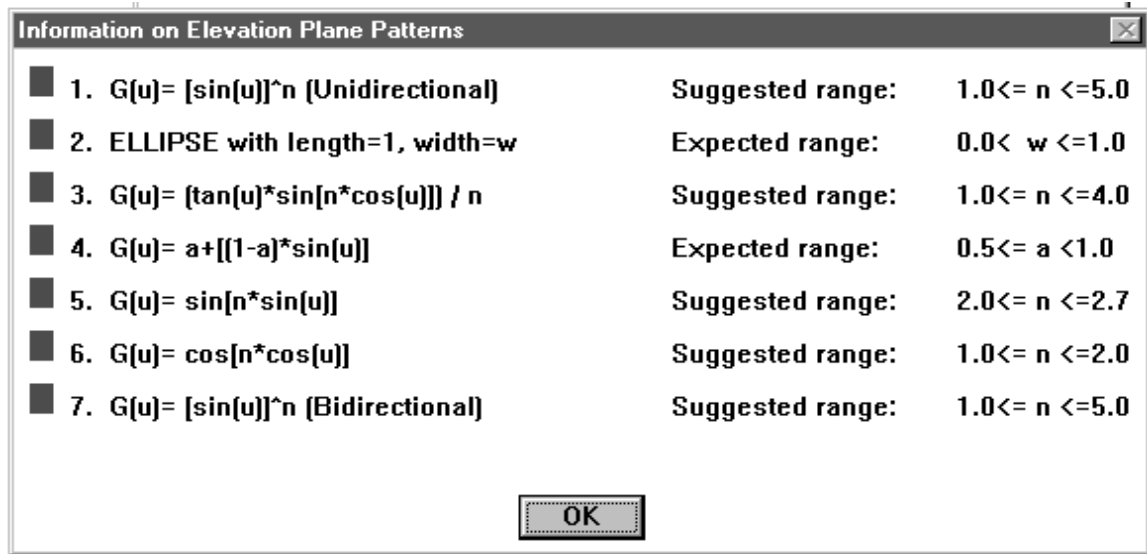 Information on Elevation Plane Patterns
1. G(u)= [sin(u)]^n (Unidirectional) Suggested range: 1.0<= n <=5.0
2. ELLIPSE with length=1, width=w Expected range: 0.0< w <=1.0
3. G(u)= (tan(u)*sin[n*cos(u)]) / n Suggested range: 1.0<= n <=4.0
4. G(u)= a+[(1-a)*sin(u)] Expected range: 0.5<= a <1.0
5. G(u)= sin[n*sin(u)] Suggested range: 2.0<= n <=2.7
6. G(u)= cos[n*cos(u)] Suggested range: 1.0<= n <=2.0
7. G(u)= [sin(u)]^n (Bidirectional) Suggested range: 1.0<= n <=5.0
OK